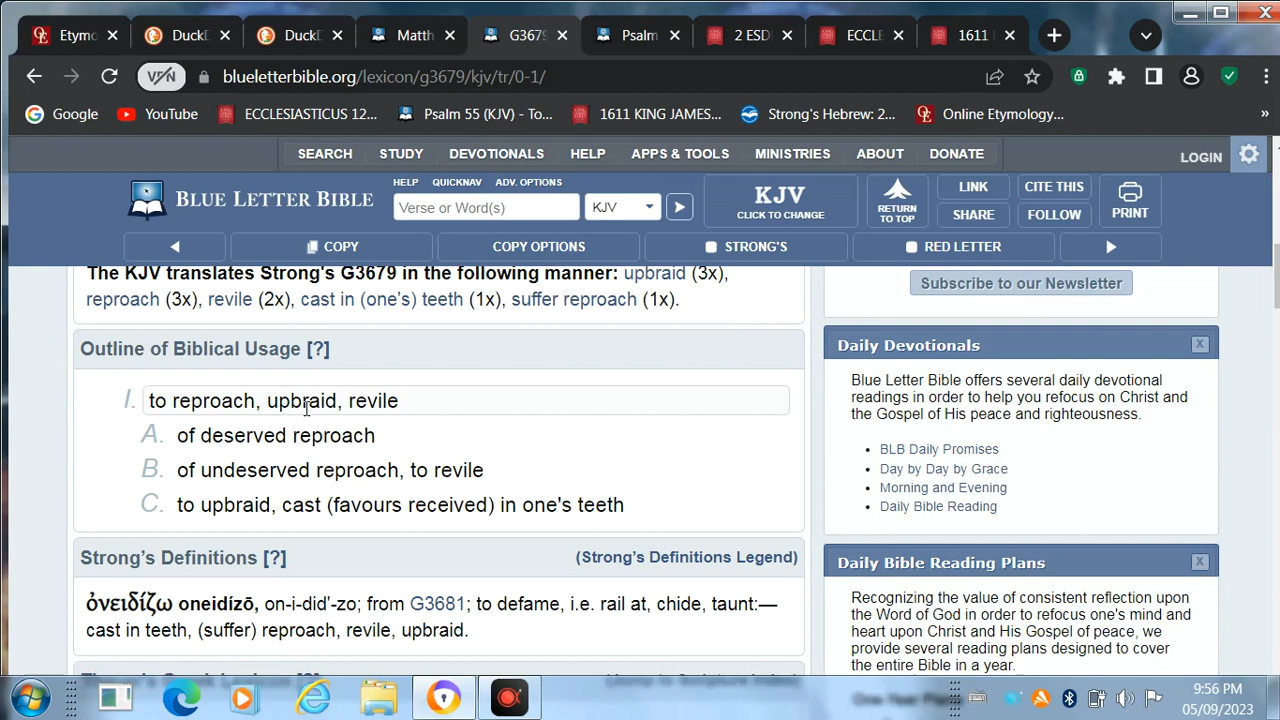 Etymo
DuckD
DuckD
Matth
G3679
Psalm
2 ESD
ECCLE
1611 K
VPN
blueletterbible.org/lexicon/g3679/kjv/tr/0-1/
Google
YouTube
ECCLESIASTICUS 12...
Psalm 55 (KJV) - To...
1611 KING JAMES...
Strong's Hebrew: 2...
Online Etymology...
»
SEARCH STUDY DEVOTIONALS HELP APPS & TOOLS MINISTRIES ABOUT DONATE
LOGIN
BLUE LETTER BIBLE
HELP QUICKNAV ADV. OPTIONS
Verse or Word(s)
KJV
KJV
CLICK TO CHANGE
RETURN
TO TOP
LINK
CITE THIS
SHARE
FOLLOW
PRINT
COPY
COPY OPTIONS
STRONG'S
RED LETTER
The KJV translates Strong's G3679 in the following manner: upbraid (3x),
reproach (3x), revile (2x), cast in (one's) teeth (1x), suffer reproach (1x).
Outline of Biblical Usage [?]
I. to reproach, upbraid, revile
A. of deserved reproach
B. of undeserved reproach, to revile
C. to upbraid, cast (favours received) in one's teeth
Strong's Definitions [?]
(Strong's Definitions Legend)
ὀνειδίζω oneidízō, on-i-did'-zo; from G3681; to defame, i.e. rail at, chide, taunt:—
cast in teeth, (suffer) reproach, revile, upbraid.
Subscribe to our Newsletter
Daily Devotionals
X
Blue Letter Bible offers several daily devotional
readings in order to help you refocus on Christ and
the Gospel of His peace and righteousness.
BLB Daily Promises
Day by Day by Grace
Morning and Evening
Daily Bible Reading
Daily Bible Reading Plans
X
Recognizing the value of consistent reflection upon
the Word of God in order to refocus one's mind and
heart upon Christ and His Gospel of peace, we
provide several reading plans designed to cover
the entire Bible in a year.
9:56 PM
05/09/2023